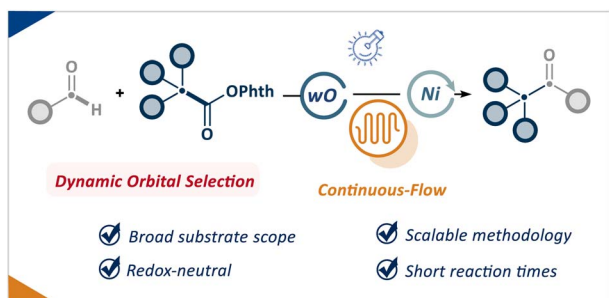 O
H
+
OPhth
O
wO
Ni
O
Dynamic Orbital Selection
Continuous-Flow
Broad substrate scope
Scalable methodology
Redox-neutral
Short reaction times